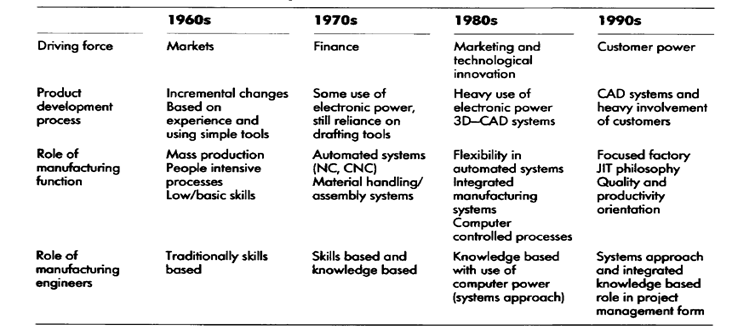 1960s 1970s 1980s 1990s
Driving force Markets Finance Marketing and technological innovation Customer power
Product development process
Incremental changes
Based on
experience and
using simple tools
Some use of
electronic power,
still reliance on
drafting tools
Heavy use of
electronic power
3D–CAD systems
CAD systems and
heavy involvement
of customers
Role of
manufacturing
function
Mass production
People intensive
processes
Low/basic skills
Automated systems
(NC, CNC)
Material handling/
assembly systems
Flexibility in
automated systems
Integrated
manufacturing
systems
Computer
controlled processes
Focused factory
JIT philosophy
Quality and
productivity
orientation
Role of
manufacturing
engineers
Traditionally skills
based
Skills based and
knowledge based
Knowledge based
with use of
computer power
(systems approach)
Systems approach
and integrated
knowledge based
role in project
management form